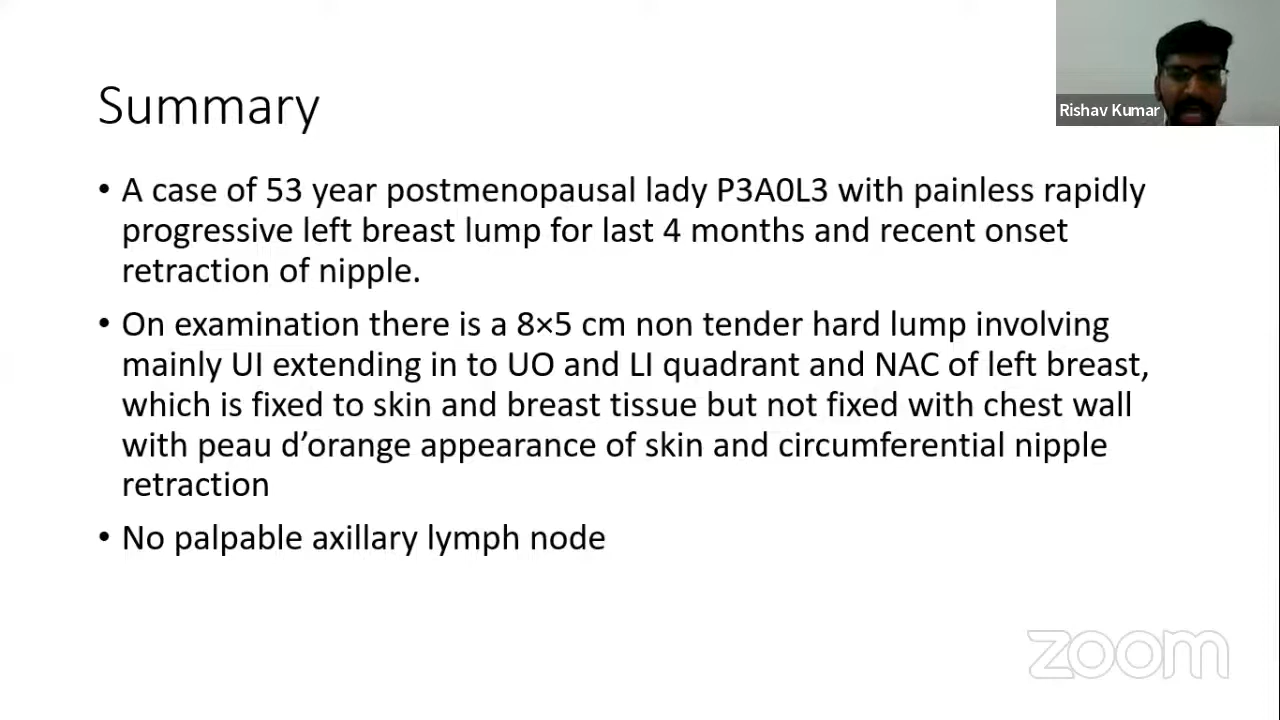 Summary
Rishav Kumar
• A case of 53 year postmenopausal lady P3A0L3 with painless rapidly
progressive left breast lump for last 4 months and recent onset
retraction of nipple.
• On examination there is a 8×5 cm non tender hard lump involving
mainly UI extending in to UO and LI quadrant and NAC of left breast,
which is fixed to skin and breast tissue but not fixed with chest wall
with peau d’orange appearance of skin and circumferential nipple
retraction
• No palpable axillary lymph node
zoom